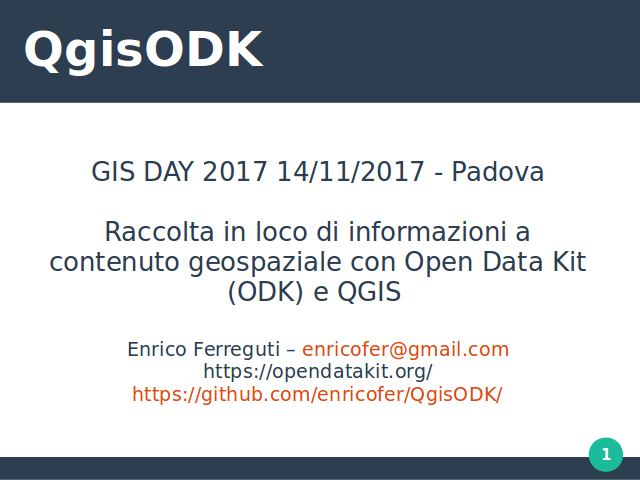 QgisODK
GIS DAY 2017 14/11/2017 - Padova
Raccolta in loco di informazioni a
contenuto geospaziale con Open Data Kit
(ODK) e QGIS
Enrico Ferreguti – enricofer@gmail.com
https://opendatakit.org/
https://github.com/enricofer/QgisODK/
1